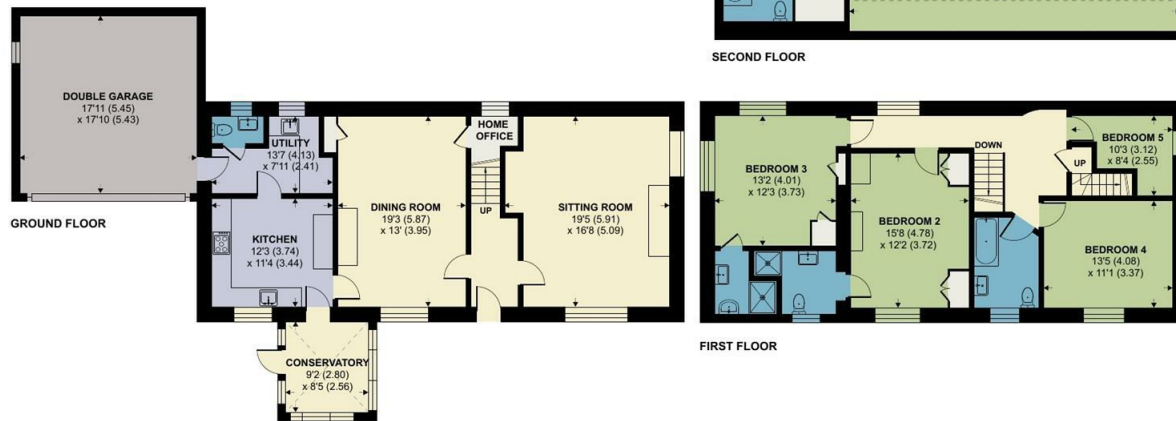 SECOND FLOOR
DOUBLE GARAGE
17'11 (5.45)
x 17'10 (5.43)
GROUND FLOOR
UTILITY
13'7 (4.13)
x 7'11 (2.41)
KITCHEN
12'3 (3.74)
x 11'4 (3.44)
DINING ROOM
19'3 (5.87)
x 13' (3.95)
HOME
OFFICE
UP
SITTING ROOM
19'5 (5.91)
x 16'8 (5.09)
CONSERVATORY
9'2 (2.80)
x 8'5 (2.56)
BEDROOM 3
13'2 (4.01)
x 12'3 (3.73)
BEDROOM 2
15'8 (4.78)
x 12'2 (3.72)
DOWN
UP
BEDROOM 5
10'3 (3.12)
x 8'4 (2.55)
BEDROOM 4
13'5 (4.08)
x 11'1 (3.37)
FIRST FLOOR